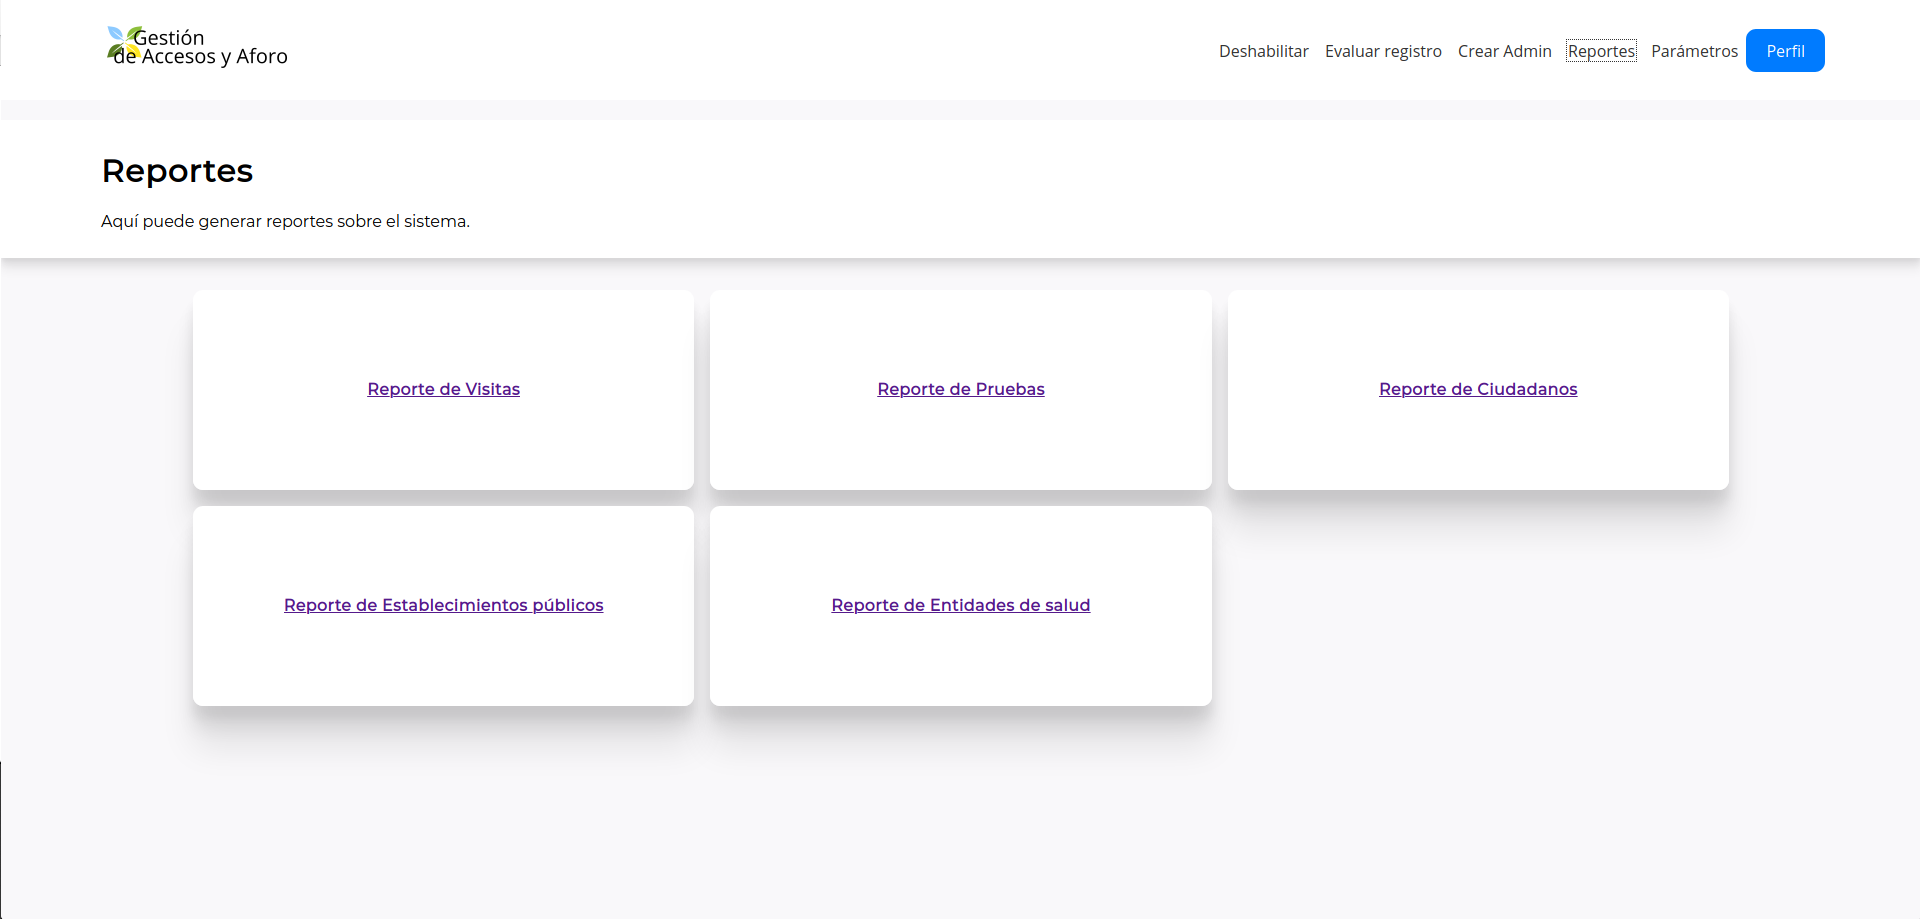 Gestión
de Accesos y Aforo
Deshabilitar Evaluar registro Crear Admin Reportes Parámetros Perfil
Reportes
Aquí puede generar reportes sobre el sistema.
Reporte de Visitas
Reporte de Pruebas
Reporte de Ciudadanos
Reporte de Establecimientos públicos
Reporte de Entidades de salud